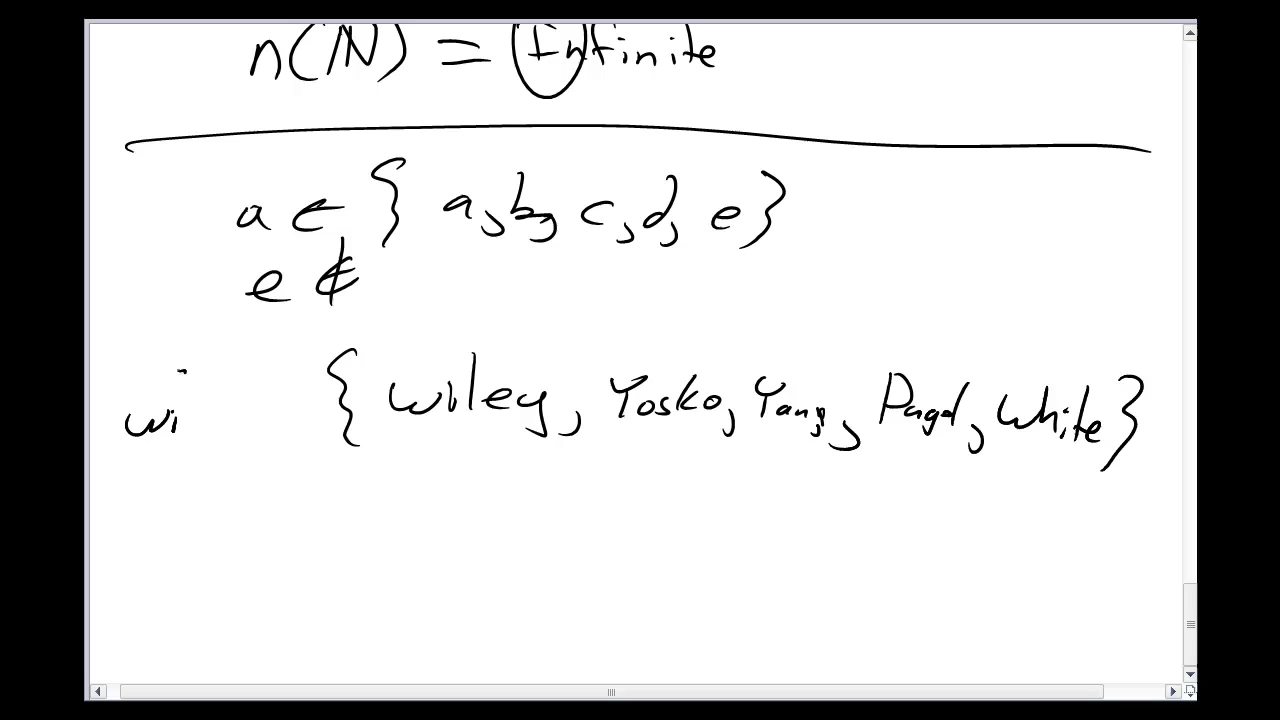 n(ℕ) = Infinite
a ∈ { a, b, c, d, e}
e ∉
{ Wiley, Yosko, Yang, Pagel, White}
wi